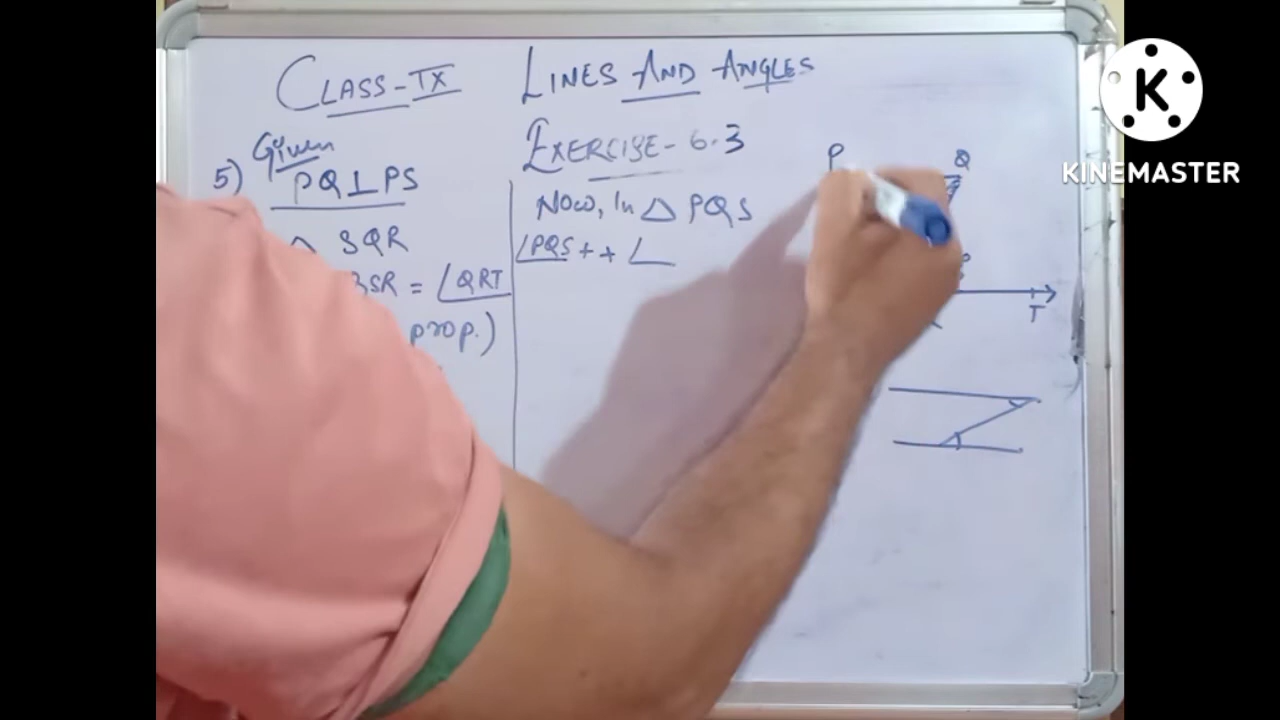 CLASS-IX LINES AND ANGLES
EXERCISE-6.3
5) Given
PQ⊥PS
SQR
SR = ∠QRT
prop.)
Now, In △ PQS
∠PQS + + ∠
P
Q
T
K
KINEMASTER